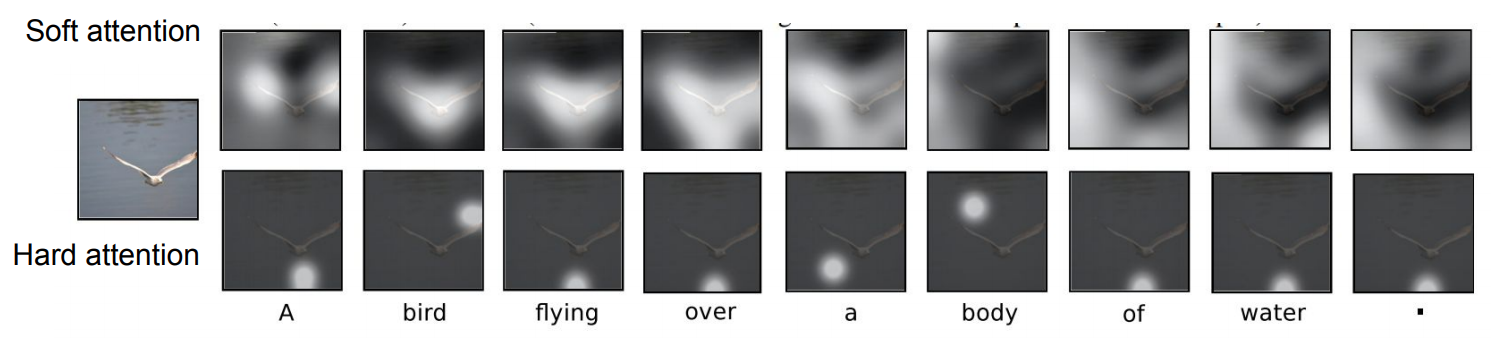 Soft attention
Hard attention
A bird flying over a body of water .